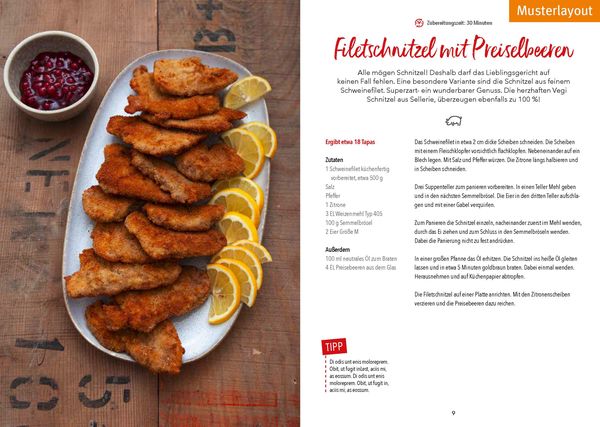 Musterlayout
Zubereitungszeit: 30 Minuten
Filetschnitzel mit Preiselbeeren
Alle mögen Schnitzel! Deshalb darf das Lieblingsgericht auf
keinen Fall fehlen. Eine besondere Variante sind die Schnitzel aus feinem
Schweinefilet. Superzart- ein wunderbarer Genuss. Die herzhaften Vegi
Schnitzel aus Sellerie, überzeugen ebenfalls zu 100 %!
Ergibt etwa 18 Tapas
Zutaten
1 Schweinefilet küchenfertig
vorbereitet, etwa 500 g
Salz
Pfeffer
1 Zitrone
3 EL Weizenmehl Typ 405
100 g Semmelbrösel
2 Eier Größe M
Außerdem
100 ml neutrales Öl zum Braten
4 EL Preiselbeeren aus dem Glas
Das Schweinefilet in etwa 2 cm dicke Scheiben schneiden. Die Scheiben
mit einem Fleischklopfer vorsichtig flachklopfen. Nebeneinander auf ein
Blech legen. Mit Salz und Pfeffer würzen. Die Zitrone längs halbieren und
in Scheiben schneiden.
Drei Suppenteller zum panieren vorbereiten. In einen Teller Mehl geben
und in den nächsten Semmelbrösel. Die Eier in den dritten Teller aufschla-
gen und mit einer Gabel verquirlen.
Zum Panieren die Schnitzel einzeln, nacheinander zuerst im Mehl wenden,
durch das Ei ziehen und zum Schluss in den Semmelbröseln wenden.
Dabei die Panierung nicht zu fest andrücken.
In einer großen Pfanne das Öl erhitzen. Die Schnitzel ins heiße Öl gleiten
lassen und in etwa 5 Minuten goldbraun braten. Dabei einmal wenden.
Herausnehmen und auf Küchenpapier abtropfen.
Die Filetschnitzel auf einer Platte anrichten. Mit den Zitronenscheiben
verzieren und die Preiselbeeren dazu reichen.
TIPP
Di odis unt enis moloreprem.
Obit, ut fugit inlest, aciis mi,
as eossum. Di odis unt enis
moloreprem. Obit, ut fugit in,
aciis mi, as eossum.
9